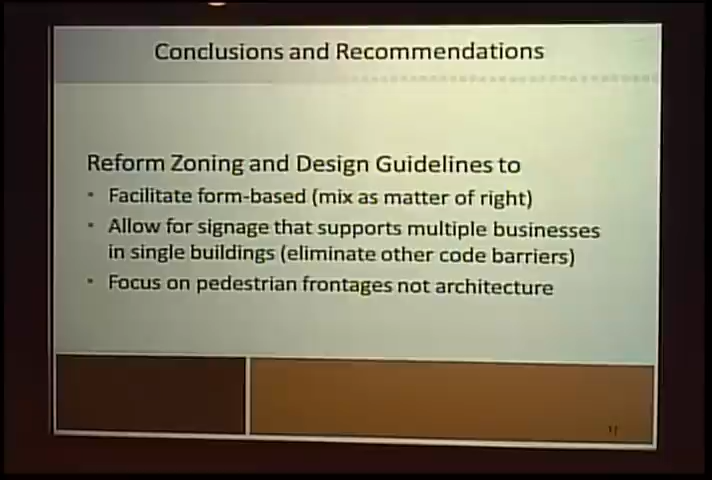 Conclusions and Recommendations
Reform Zoning and Design Guidelines to
• Facilitate form-based (mix as matter of right)
• Allow for signage that supports multiple businesses
in single buildings (eliminate other code barriers)
• Focus on pedestrian frontages not architecture